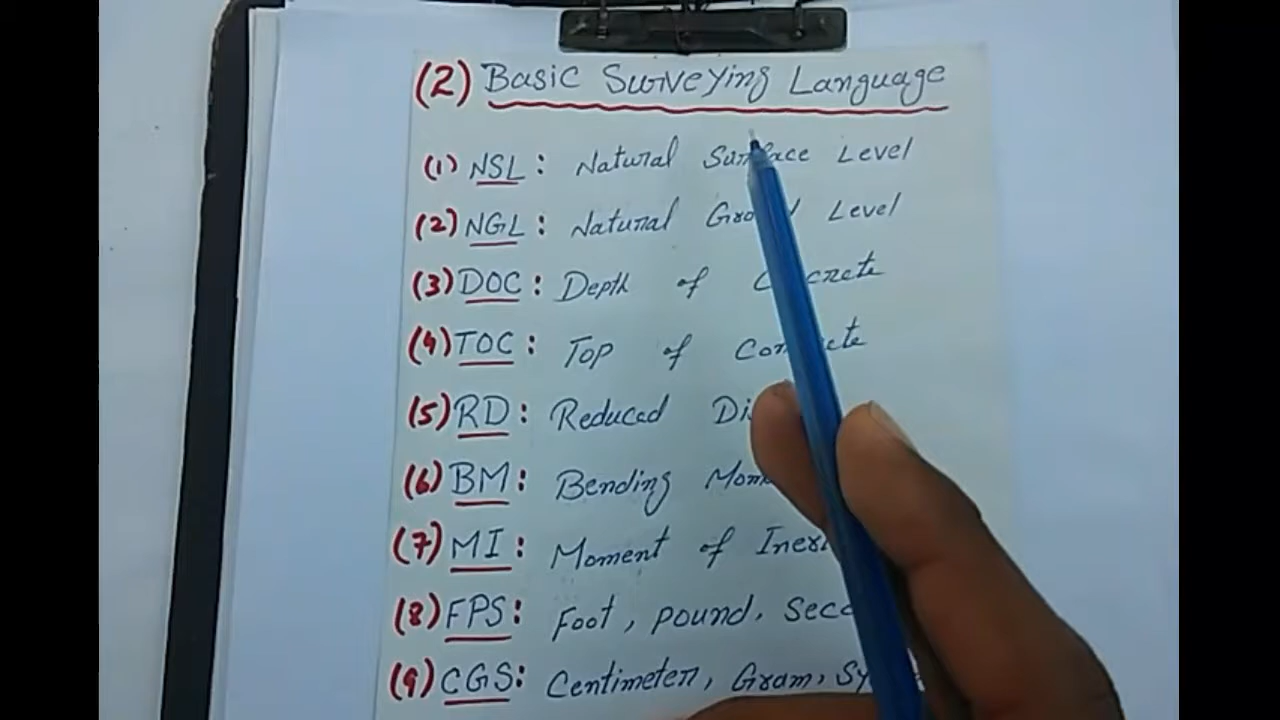 (2) Basic Surveying Language
(1) NSL : Natural Surface Level
(2) NGL : Natural Level
(3) DOC : Depth of
(4) TOC : Top of
(5) RD : Reduced
(6) BM : Bending
(7) MI : Moment of
(8) FPS : Foot, pound,
(9) CGS : Centimeter, Gram,